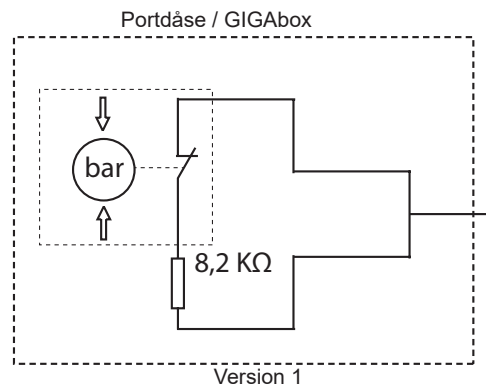 Portdåse / GIGAbox
bar
8,2 KΩ
Version 1